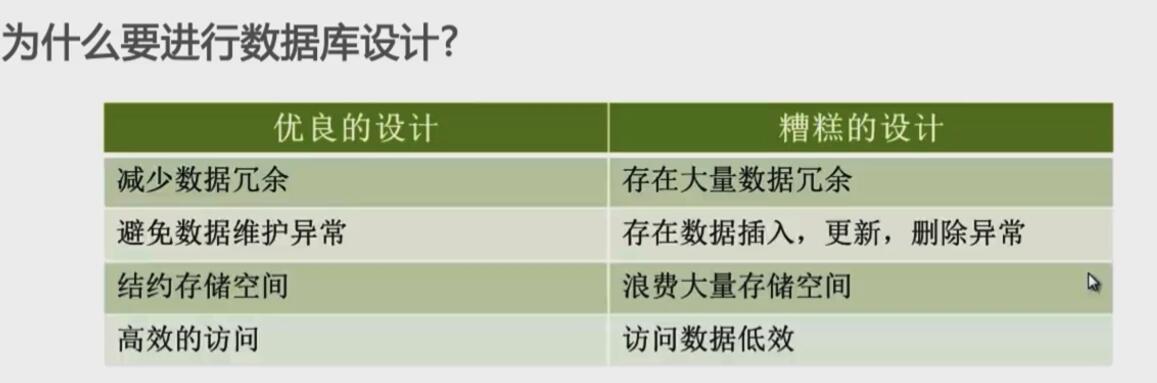 为什么要进行数据库设计?
优良的设计 糟糕的设计
减少数据冗余 存在大量数据冗余
避免数据维护异常 存在数据插入，更新，删除异常
结约存储空间 浪费大量存储空间
高效的访问 访问数据低效